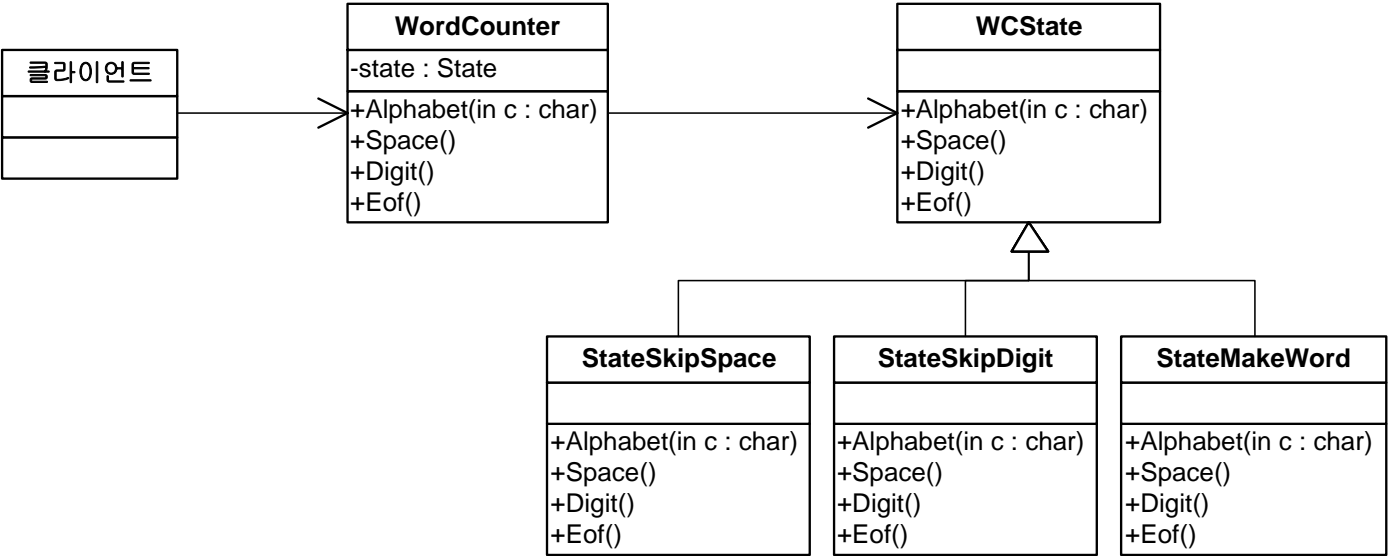 클라이언트
WordCounter
-state : State
+Alphabet(in c : char)
+Space()
+Digit()
+Eof()
WCState
+Alphabet(in c : char)
+Space()
+Digit()
+Eof()
StateSkipSpace
+Alphabet(in c : char)
+Space()
+Digit()
+Eof()
StateSkipDigit
+Alphabet(in c : char)
+Space()
+Digit()
+Eof()
StateMakeWord
+Alphabet(in c : char)
+Space()
+Digit()
+Eof()